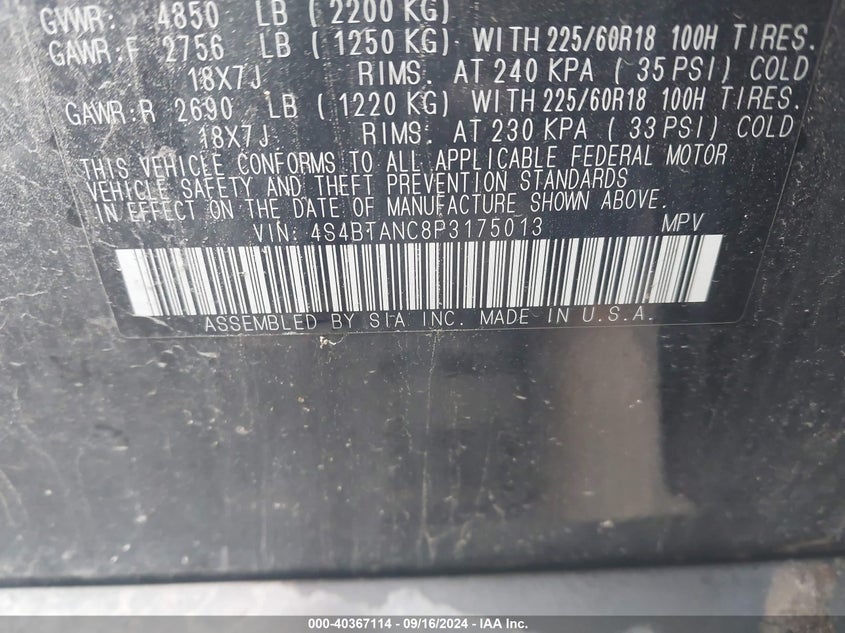 GVWR: 4850 LB (2200 KG)
GAWR:F 2756 LB (1250 KG) WITH 225/60R18 100H TIRES.
18X7J RIMS. AT 240 KPA (35 PSI) COLD
GAWR:R 2690 LB (1220 KG) WITH 225/60R18 100H TIRES.
18X7J RIMS. AT 230 KPA (33 PSI) COLD
THIS VEHICLE CONFORMS TO ALL APPLICABLE FEDERAL MOTOR
VEHICLE SAFETY AND THEFT PREVENTION STANDARDS
IN EFFECT ON THE DATE OF MANUFACTURE SHOWN ABOVE.
VIN: 4S4BTANC8P3175013 MPV
ASSEMBLED BY SIA INC. MADE IN U.S.A.
000-40367114 - 09/16/2024 - IAA Inc.